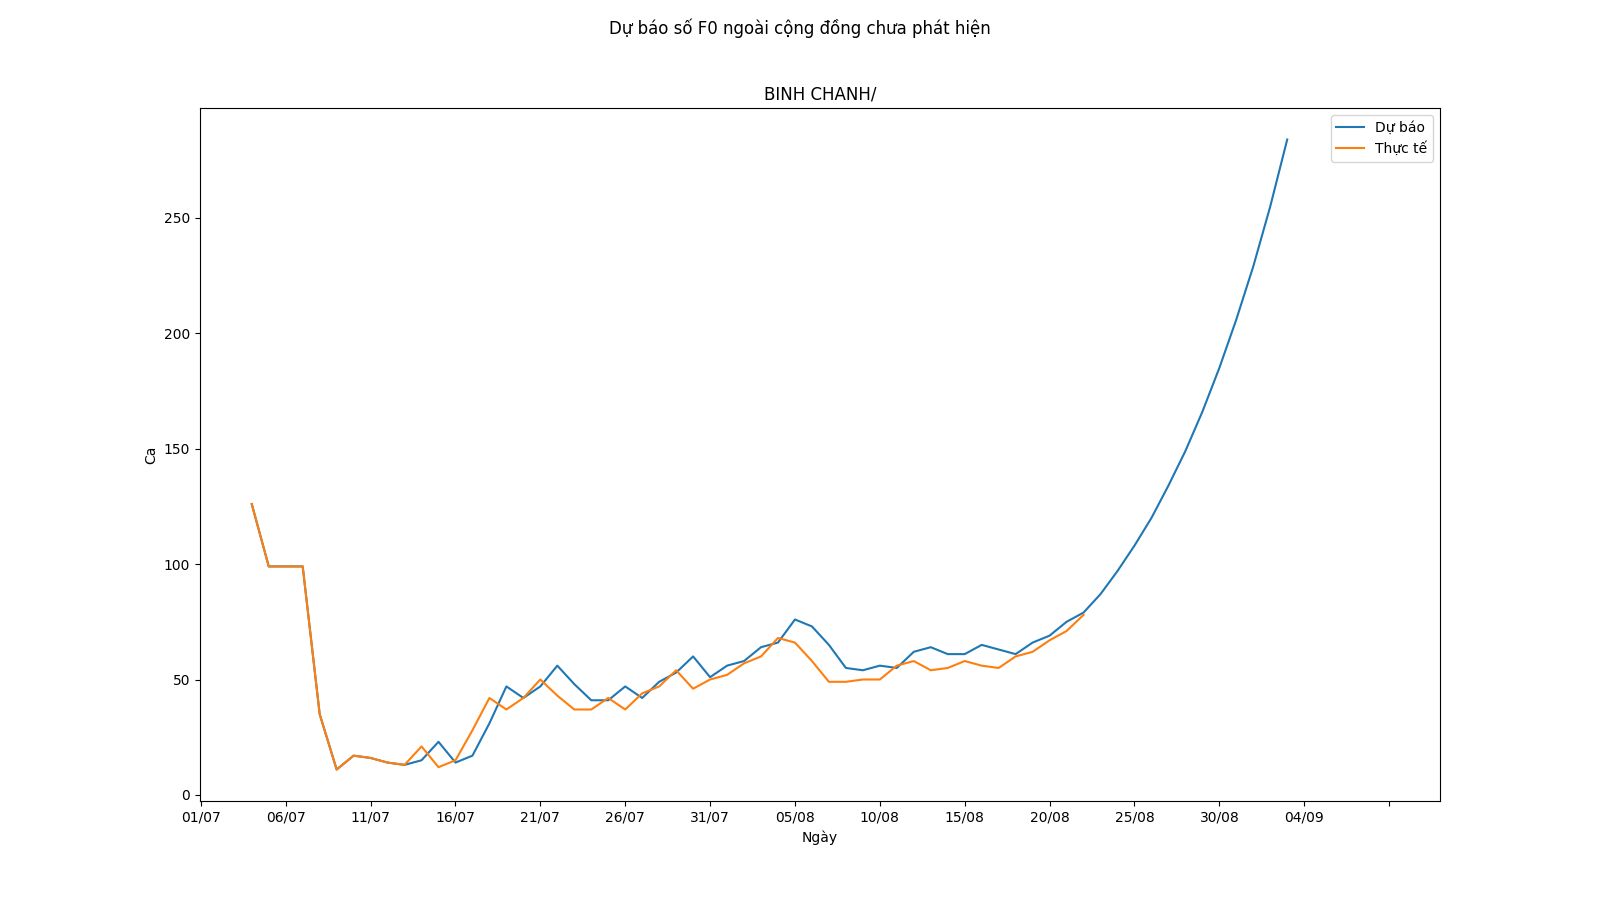 Dự báo số F0 ngoài cộng đồng chưa phát hiện
BINH CHANH/
Dự báo
Thực tế
250
200
150
100
50
0
Ca
01/07 06/07 11/07 16/07 21/07 26/07 31/07 05/08 10/08 15/08 20/08 25/08 30/08 04/09
Ngày